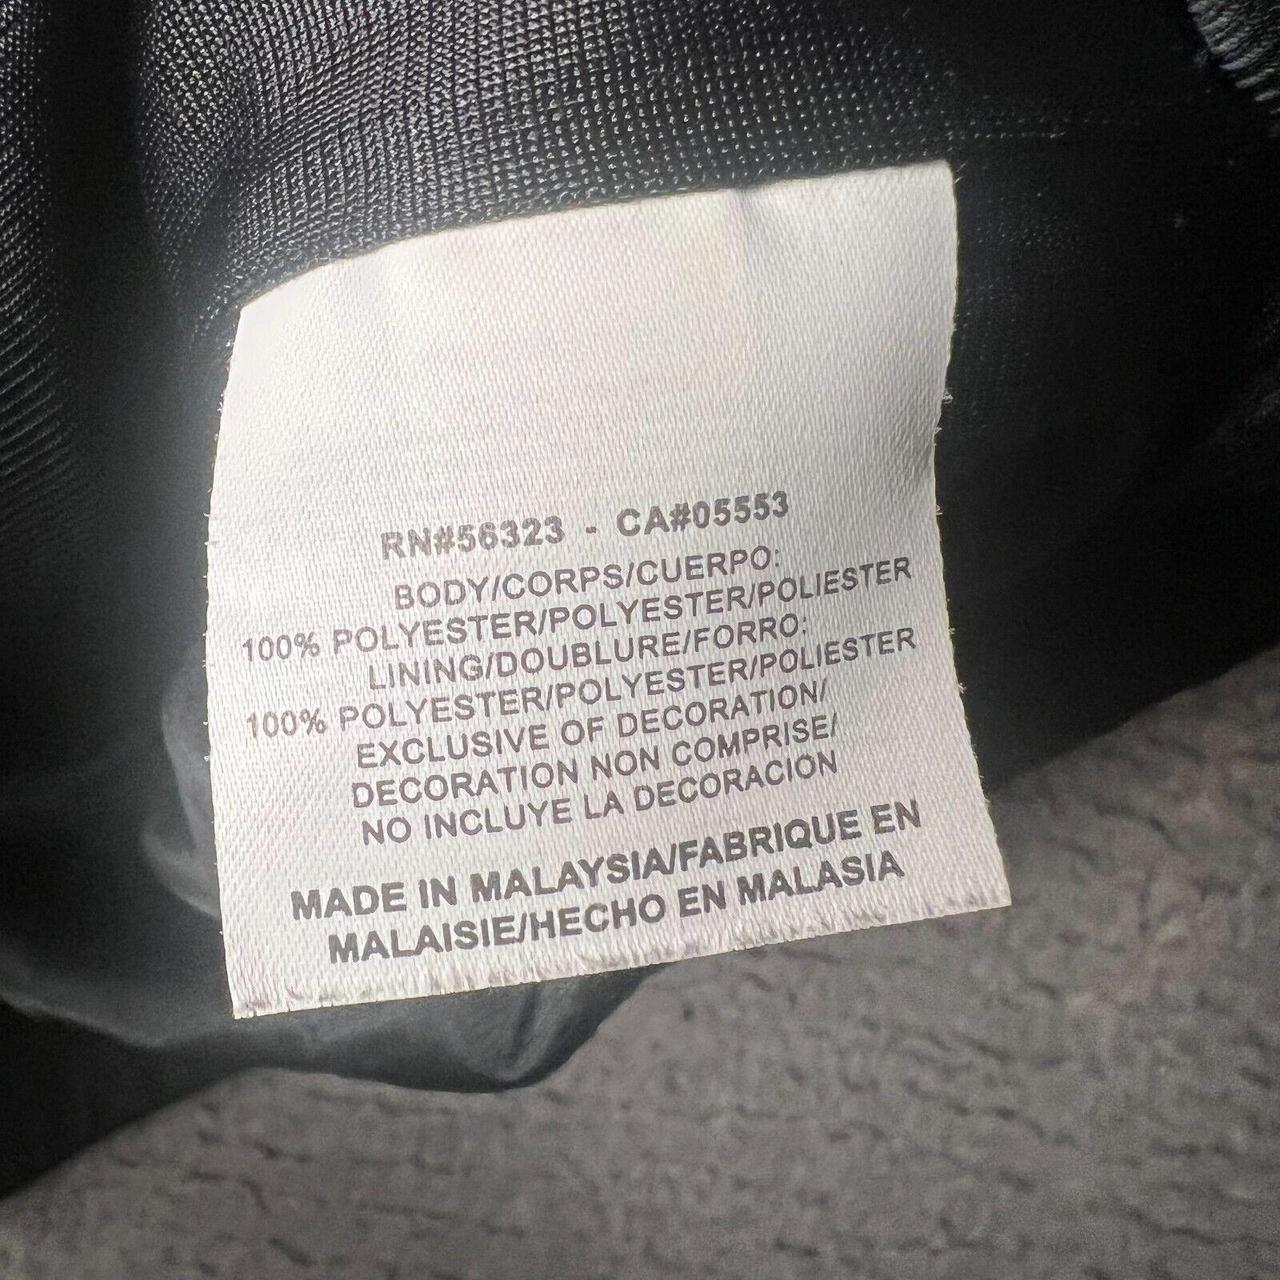 RN#56323 - CA#05553
BODY/CORPS/CUERPO:
100% POLYESTER/POLYESTER/POLIESTER
LINING/DOUBLURE/FORRO:
100% POLYESTER/POLYESTER/POLIESTER
EXCLUSIVE OF DECORATION/
DECORATION NON COMPRISE/
NO INCLUYE LA DECORACION
MADE IN MALAYSIA/FABRIQUE EN
MALAISIE/HECHO EN MALASIA